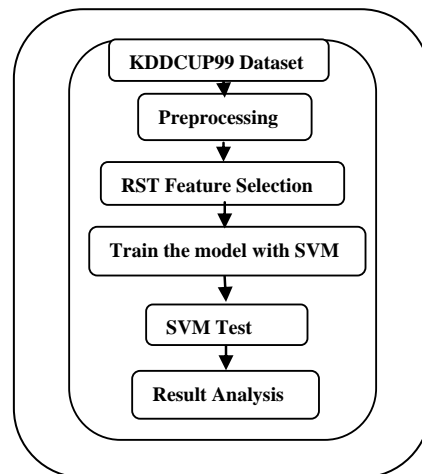 KDDCUP99 Dataset
Preprocessing
RST Feature Selection
Train the model with SVM
SVM Test
Result Analysis